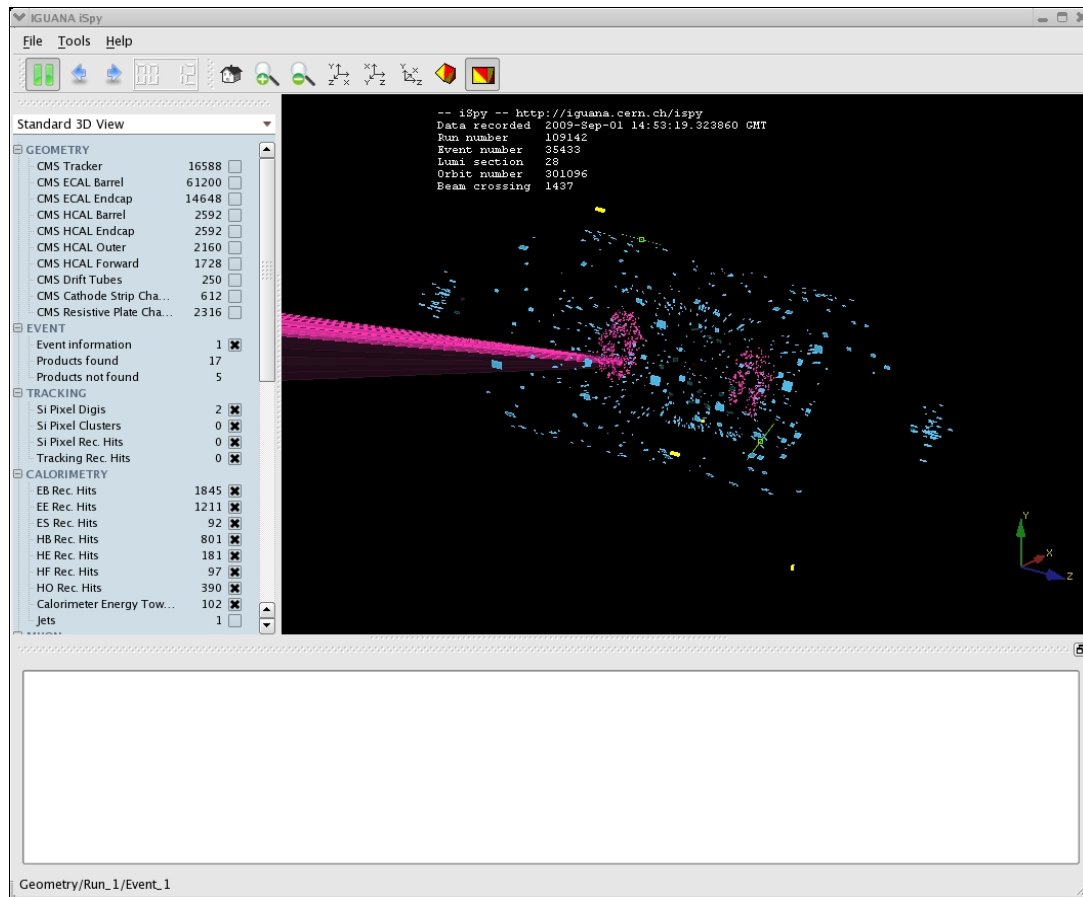 IGUANA iSpy
File Tools Help
Standard 3D View
GEOMETRY
CMS Tracker 16588
CMS ECAL Barrel 61200
CMS ECAL Endcap 14648
CMS HCAL Barrel 2592
CMS HCAL Endcap 2592
CMS HCAL Outer 2160
CMS HCAL Forward 1728
CMS Drift Tubes 250
CMS Cathode Strip Cha... 612
CMS Resistive Plate Cha... 2316
EVENT
Event information 1
Products found 17
Products not found 5
TRACKING
Si Pixel Digis 2
Si Pixel Clusters 0
Si Pixel Rec. Hits 0
Tracking Rec. Hits 0
CALORIMETRY
EB Rec. Hits 1845
EE Rec. Hits 1211
ES Rec. Hits 92
HB Rec. Hits 801
HE Rec. Hits 181
HF Rec. Hits 97
HO Rec. Hits 390
Calorimeter Energy Tow... 102
Jets 1
-- iSpy -- http://iguana.cern.ch/ispy
Data recorded 2009-Sep-01 14:53:19.323860 GMT
Run number 109142
Event number 35433
Lumi section 28
Orbit number 301096
Beam crossing 1437
Y
X
Z
Geometry/Run_1/Event_1